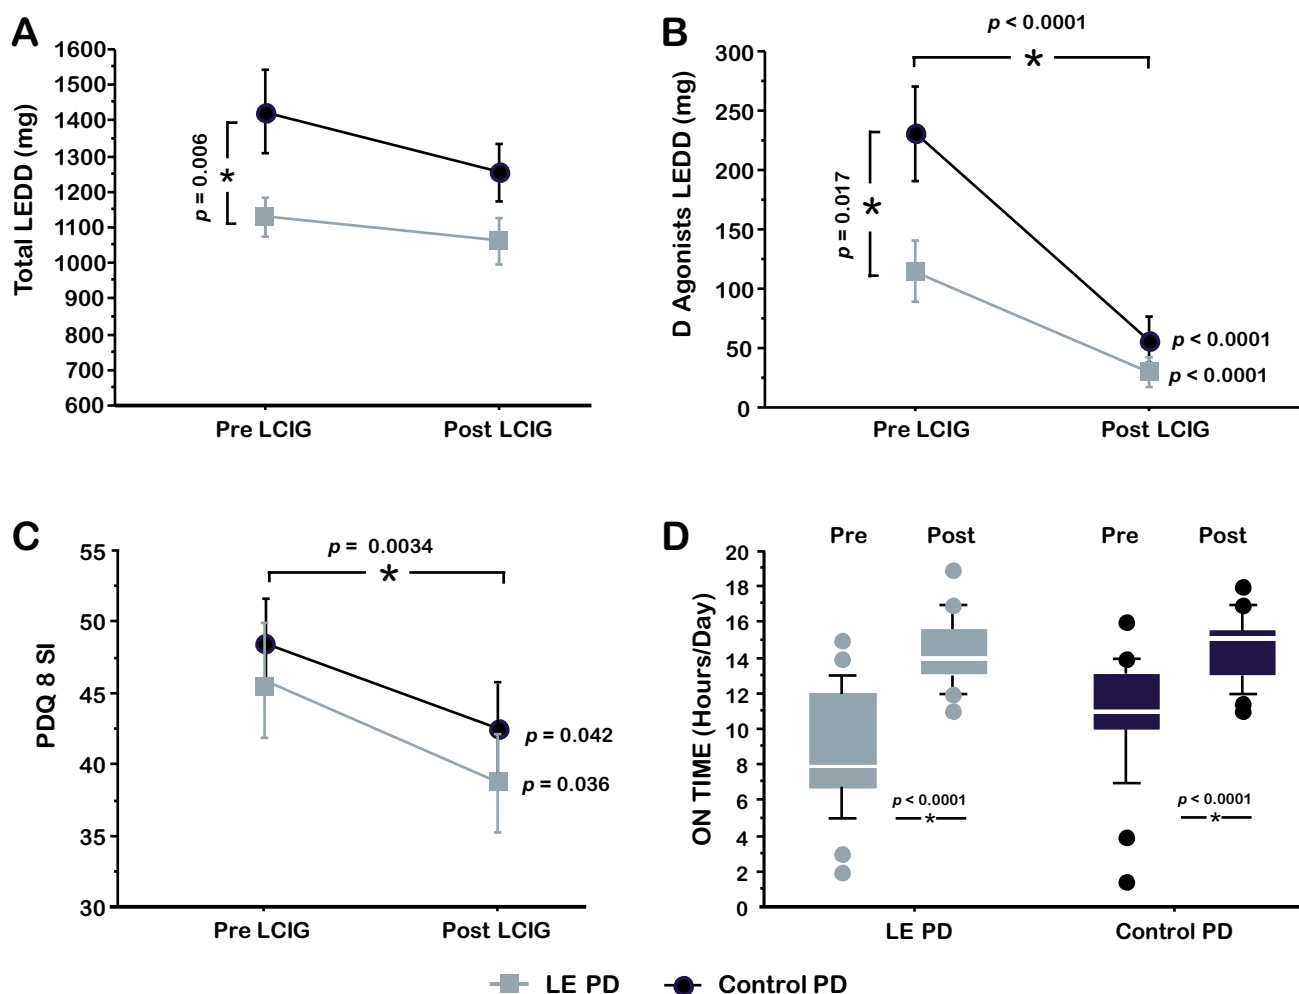 A
Total LEDD (mg)
1600
1500
1400
1300
1200
1100
1000
900
800
700
600
p = 0.006
*
Pre LCIG
Post LCIG
B
D Agonists LEDD (mg)
300
250
200
150
100
50
0
p < 0.0001
*
p = 0.017
*
p < 0.0001
p < 0.0001
Pre LCIG
Post LCIG
C
PDQ 8 SI
55
50
45
40
35
30
p = 0.0034
*
p = 0.042
p = 0.036
Pre LCIG
Post LCIG
D
ON TIME (Hours/Day)
20
18
16
14
12
10
8
6
4
2
0
Pre
Post
Pre
Post
p < 0.0001
*
p < 0.0001
*
LE PD
Control PD
LE PD
Control PD